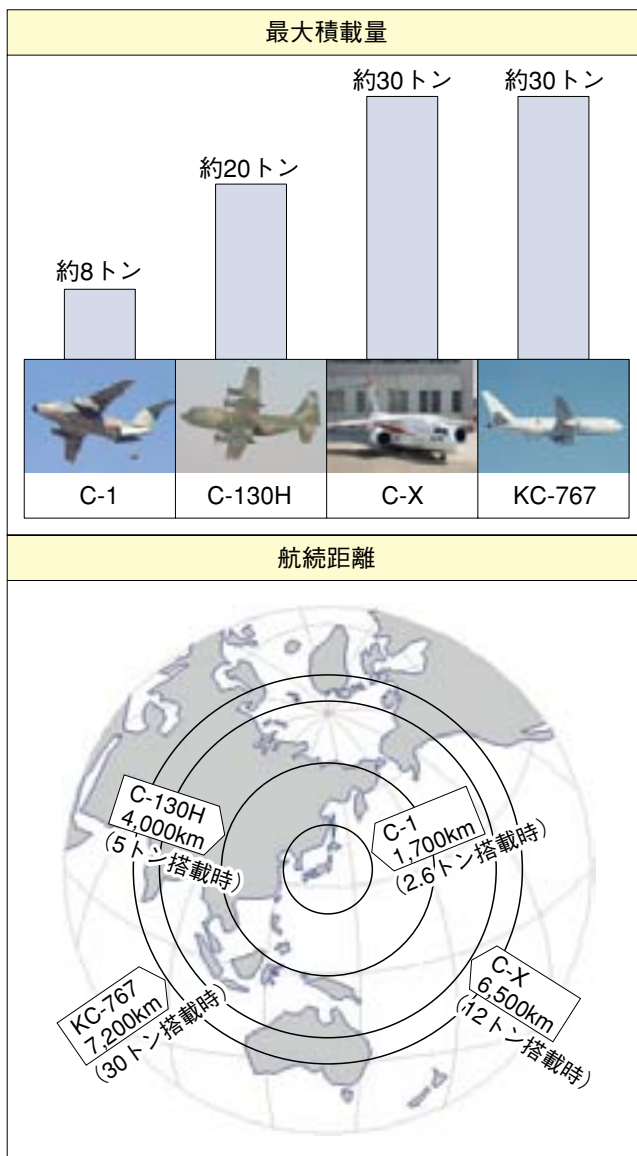 最大積載量
約30トン
約30トン
約20トン
約8トン
C-1
C-130H
C-X
KC-767
航続距離
C-130H
4,000km
（5トン搭載時）
C-1
1,700km
（2.6トン搭載時）
KC-767
7,200km
（30トン搭載時）
C-X
6,500km
（12トン搭載時）